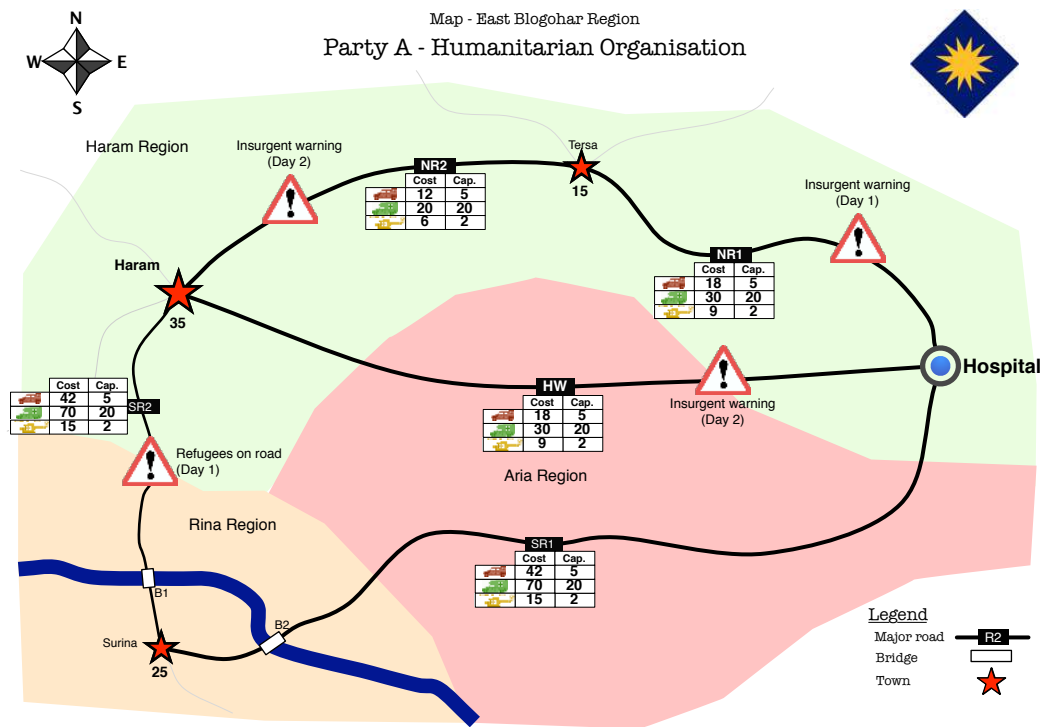 Map - East Blogohar Region
Party A - Humanitarian Organisation
N
W E
S
Haram Region
Insurgent warning
(Day 2)
NR2
Cost Cap.
12 5
20 20
6 2
Tersa
15
Insurgent warning
(Day 1)
NR1
Cost Cap.
18 5
30 20
9 2
Haram
35
Hospital
HW
Cost Cap.
18 5
30 20
9 2
Insurgent warning
(Day 2)
SR2
Cost Cap.
42 5
70 20
15 2
Refugees on road
(Day 1)
Aria Region
Rina Region
SR1
Cost Cap.
42 5
70 20
15 2
B1
B2
Surina
25
Legend
Major road R2
Bridge
Town